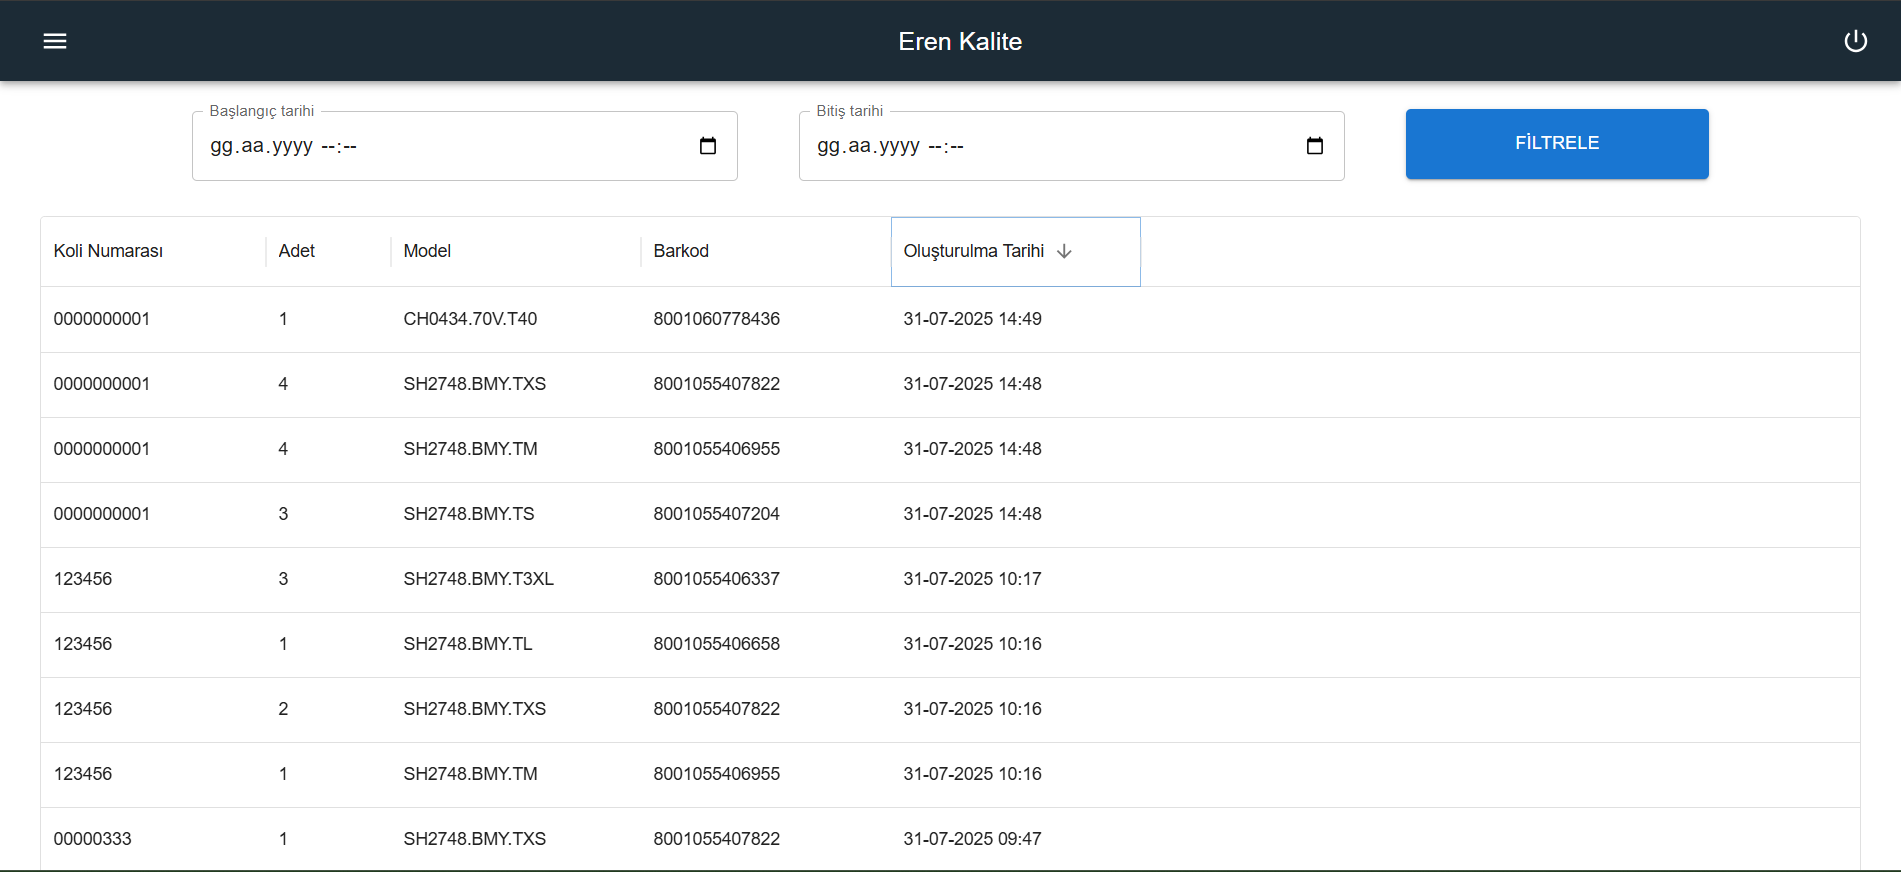 Eren Kalite
Başlangıç tarihi
gg.aa.yyyy --:--
Bitiş tarihi
gg.aa.yyyy --:--
FİLTRELE
Koli Numarası Adet Model Barkod Oluşturulma Tarihi
0000000001 1 CH0434.70V.T40 8001060778436 31-07-2025 14:49
0000000001 4 SH2748.BMY.TXS 8001055407822 31-07-2025 14:48
0000000001 4 SH2748.BMY.TM 8001055406955 31-07-2025 14:48
0000000001 3 SH2748.BMY.TS 8001055407204 31-07-2025 14:48
123456 3 SH2748.BMY.T3XL 8001055406337 31-07-2025 10:17
123456 1 SH2748.BMY.TL 8001055406658 31-07-2025 10:16
123456 2 SH2748.BMY.TXS 8001055407822 31-07-2025 10:16
123456 1 SH2748.BMY.TM 8001055406955 31-07-2025 10:16
00000333 1 SH2748.BMY.TXS 8001055407822 31-07-2025 09:47